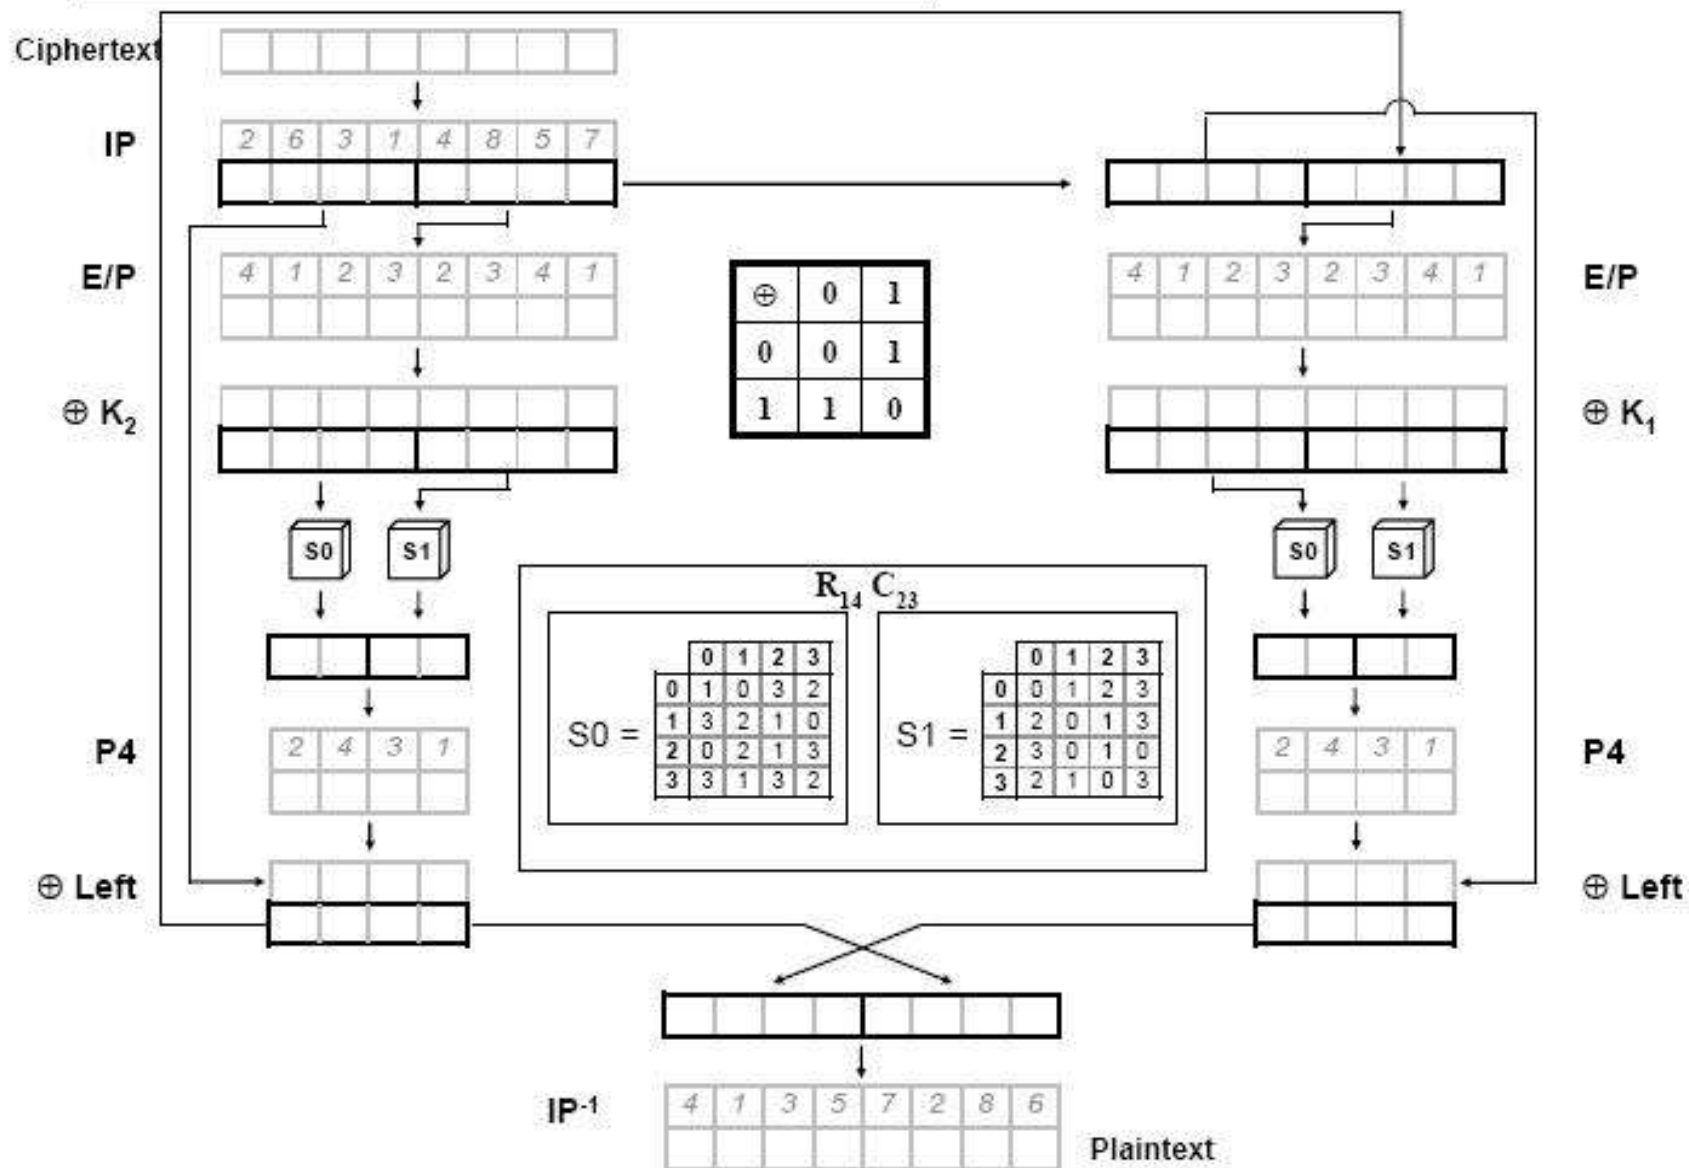 Ciphertext
IP
2 6 3 1 4 8 5 7
E/P
4 1 2 3 2 3 4 1
4 1 2 3 2 3 4 1
E/P
⊕ 0 1
0 0 1
1 1 0
⊕ K2
⊕ K1
S0 S1
S0 S1
R14 C23
S0 =
0 1 2 3
0 1 0 3 2
1 3 2 1 0
2 0 2 1 3
3 3 1 3 2
S1 =
0 1 2 3
0 0 1 2 3
1 2 0 1 3
2 3 0 1 0
3 2 1 0 3
P4
2 4 3 1
2 4 3 1
P4
⊕ Left
⊕ Left
IP-1
4 1 3 5 7 2 8 6
Plaintext